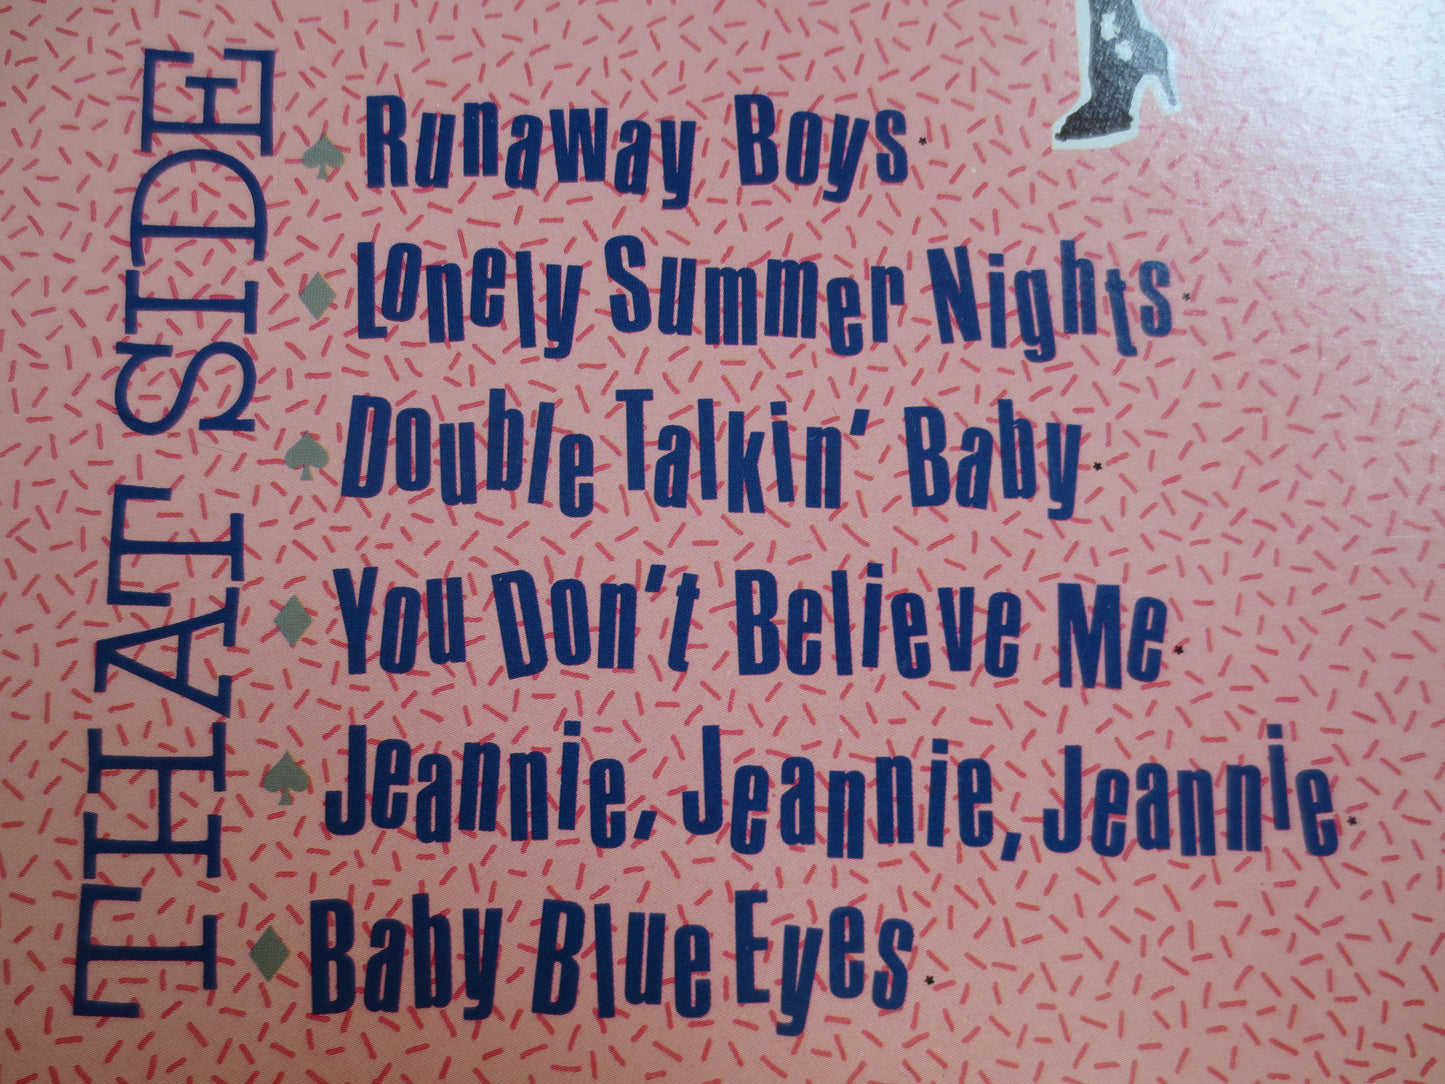 THAT SIDE
Runaway Boys
Lonely Summer Nights
Double Talkin' Baby
You Don't Believe Me
Jeannie, Jeannie, Jeannie
Baby Blue Eyes